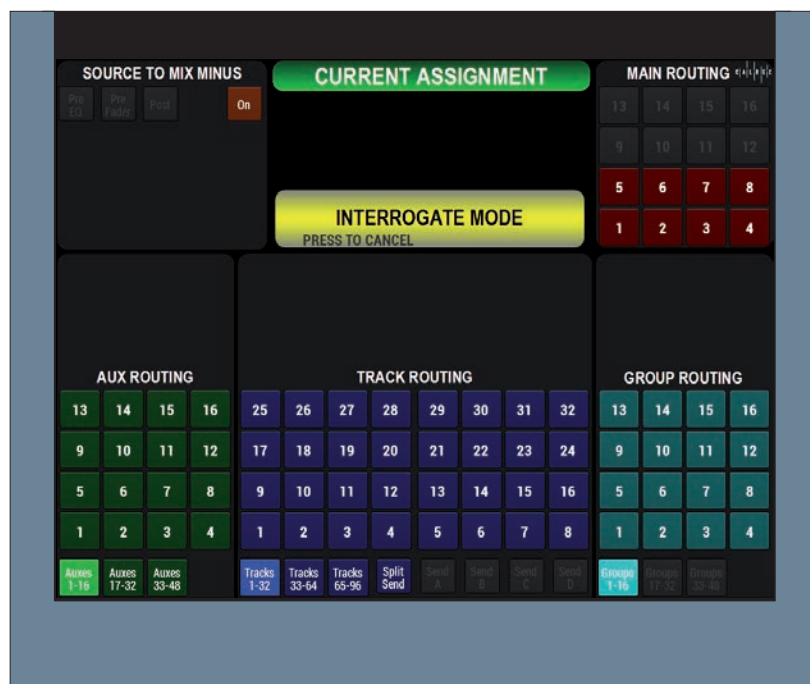 SOURCE TO MIX MINUS
Pre EQ
Pre Fader
Post
On
CURRENT ASSIGNMENT
INTERROGATE MODE
PRESS TO CANCEL
MAIN ROUTING CALREC
13 14 15 16
9 10 11 12
5 6 7 8
1 2 3 4
AUX ROUTING
13 14 15 16
9 10 11 12
5 6 7 8
1 2 3 4
Auxes 1-16
Auxes 17-32
Auxes 33-48
TRACK ROUTING
25 26 27 28 29 30 31 32
17 18 19 20 21 22 23 24
9 10 11 12 13 14 15 16
1 2 3 4 5 6 7 8
Tracks 1-32
Tracks 33-64
Tracks 65-96
Split Send
Send A
Send B
Send C
Send D
GROUP ROUTING
13 14 15 16
9 10 11 12
5 6 7 8
1 2 3 4
Groups 1-16
Groups 17-32
Groups 33-48